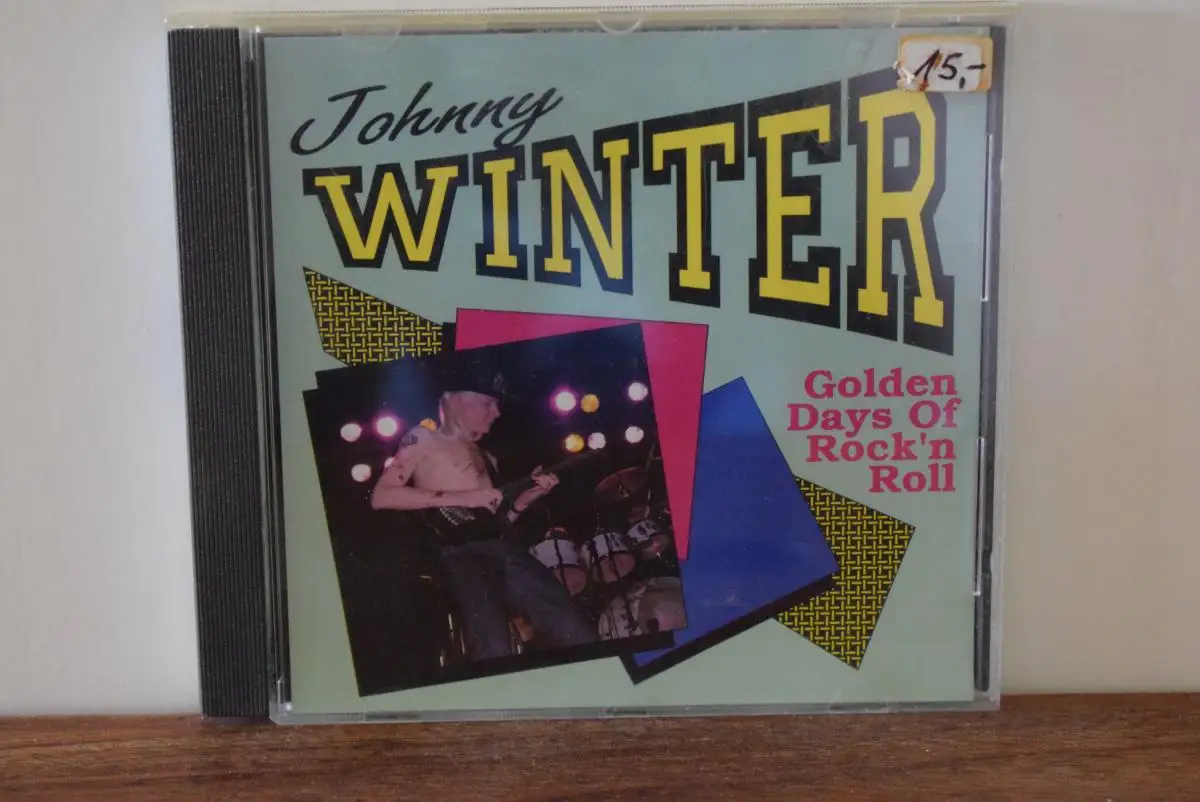 15,-
Johnny
WINTER
Golden
Days Of
Rock'n
Roll